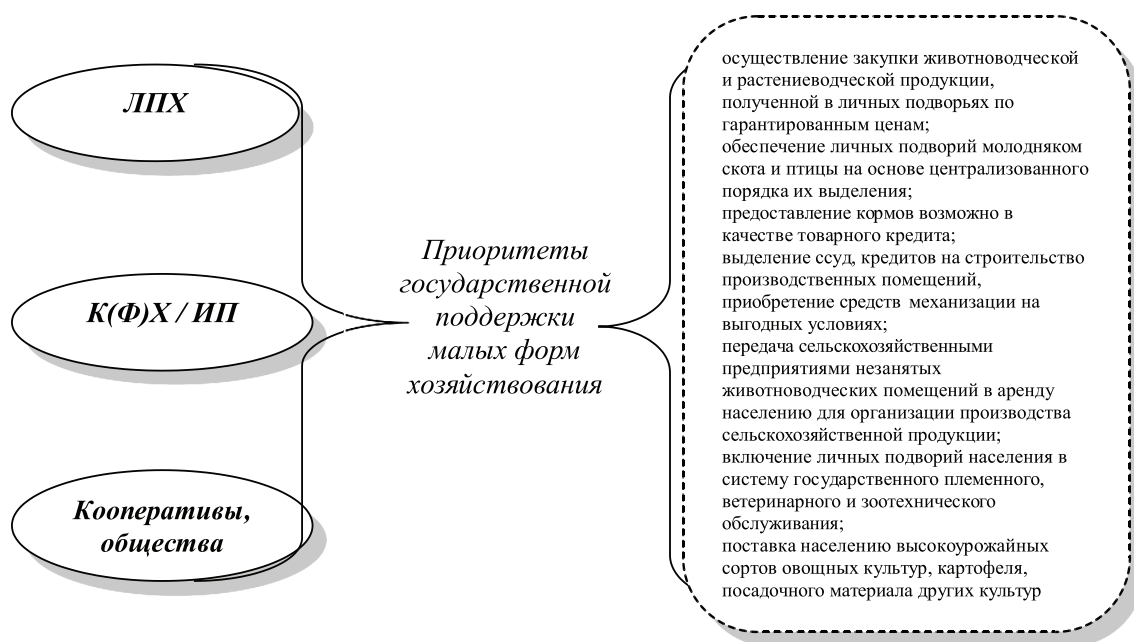 ЛПХ
К(Ф)Х / ИП
Кооперативы,
общества
Приоритеты
государственной
поддержки
малых форм
хозяйствования
осуществление закупки животноводческой
и растениеводческой продукции,
полученной в личных подворьях по
гарантированным ценам;
обеспечение личных подворий молодняком
скота и птицы на основе централизованного
порядка их выделения;
предоставление кормов возможно в
качестве товарного кредита;
выделение ссуд, кредитов на строительство
производственных помещений,
приобретение средств механизации на
выгодных условиях;
передача сельскохозяйственными
предприятиями незанятых
животноводческих помещений в аренду
населению для организации производства
сельскохозяйственной продукции;
включение личных подворий населения в
систему государственного племенного,
ветеринарного и зоотехнического
обслуживания;
поставка населению высокоурожайных
сортов овощных культур, картофеля,
посадочного материала других культур